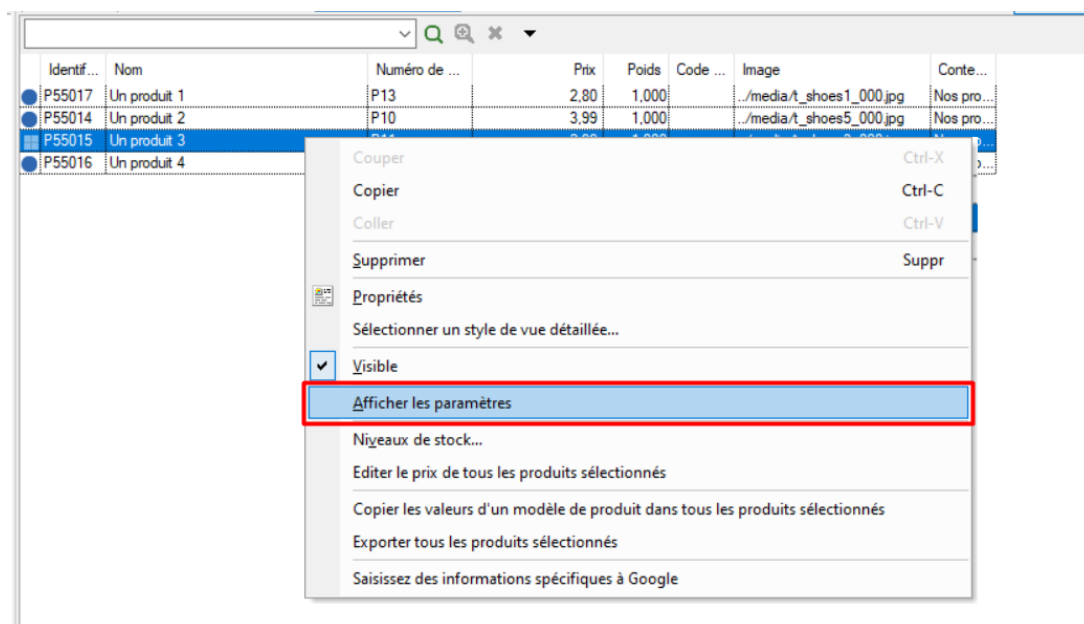 Identif... Nom Numéro de ... Prix Poids Code ... Image Conte...
P55017 Un produit 1 P13 2,80 1,000 ../media/t_shoes1_000.jpg Nos pro...
P55014 Un produit 2 P10 3,99 1,000 ../media/t_shoes5_000.jpg Nos pro...
P55015 Un produit 3
P55016 Un produit 4
Couper Ctrl-X
Copier Ctrl-C
Coller Ctrl-V
Supprimer Suppr
Propriétés
Sélectionner un style de vue détaillée...
Visible
Afficher les paramètres
Niveaux de stock...
Editer le prix de tous les produits sélectionnés
Copier les valeurs d'un modèle de produit dans tous les produits sélectionnés
Exporter tous les produits sélectionnés
Saisissez des informations spécifiques à Google